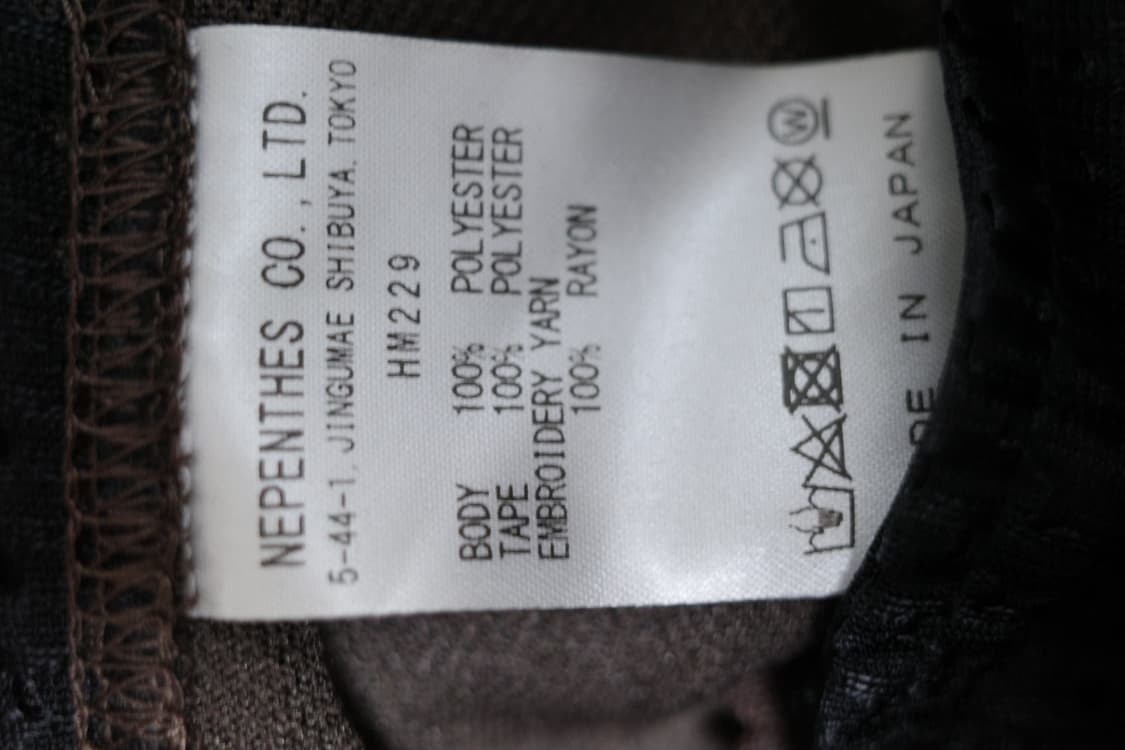 NEPENTHES CO., LTD.
5-44-1, JINGUMAE SHIBUYA, TOKYO
HM229
BODY 100% POLYESTER
TAPE 100% POLYESTER
EMBROIDERY YARN
100% RAYON
W
DE IN JAPAN